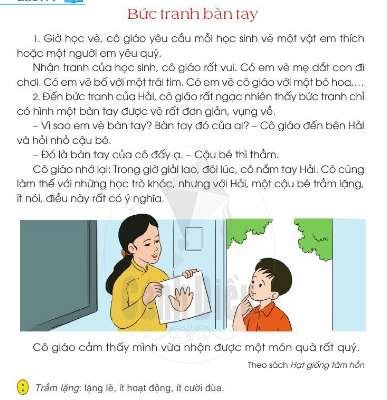 Bức tranh bàn tay
1. Giờ học vẽ, cô giáo yêu cầu mỗi học sinh vẽ một vật em thích
hoặc một người em yêu quý.
Nhận tranh của học sinh, cô giáo rất vui. Có em vẽ mẹ dắt con đi
chơi. Có em vẽ bố với một trái tim. Có em vẽ cô giáo với một bó hoa,...
2. Đến bức tranh của Hải, cô giáo rất ngạc nhiên thấy bức tranh chỉ
có hình một bàn tay được vẽ rất đơn giản, vụng về.
– Vì sao em vẽ bàn tay? Bàn tay đó của ai? – Cô giáo đến bên Hải
và hỏi nhỏ cậu bé.
– Đó là bàn tay của cô đấy ạ. – Cậu bé thì thầm.
Cô giáo nhớ lại: Trong giờ giải lao, đôi lúc, cô nắm tay Hải. Cô cũng
làm thế với những học trò khác, nhưng với Hải, một cậu bé trầm lặng,
ít nói, điều này rất có ý nghĩa.
Cô giáo cảm thấy mình vừa nhận được một món quà rất quý.
Theo sách Hạt giống tâm hồn
Trầm lặng: lặng lẽ, ít hoạt động, ít cười đùa.